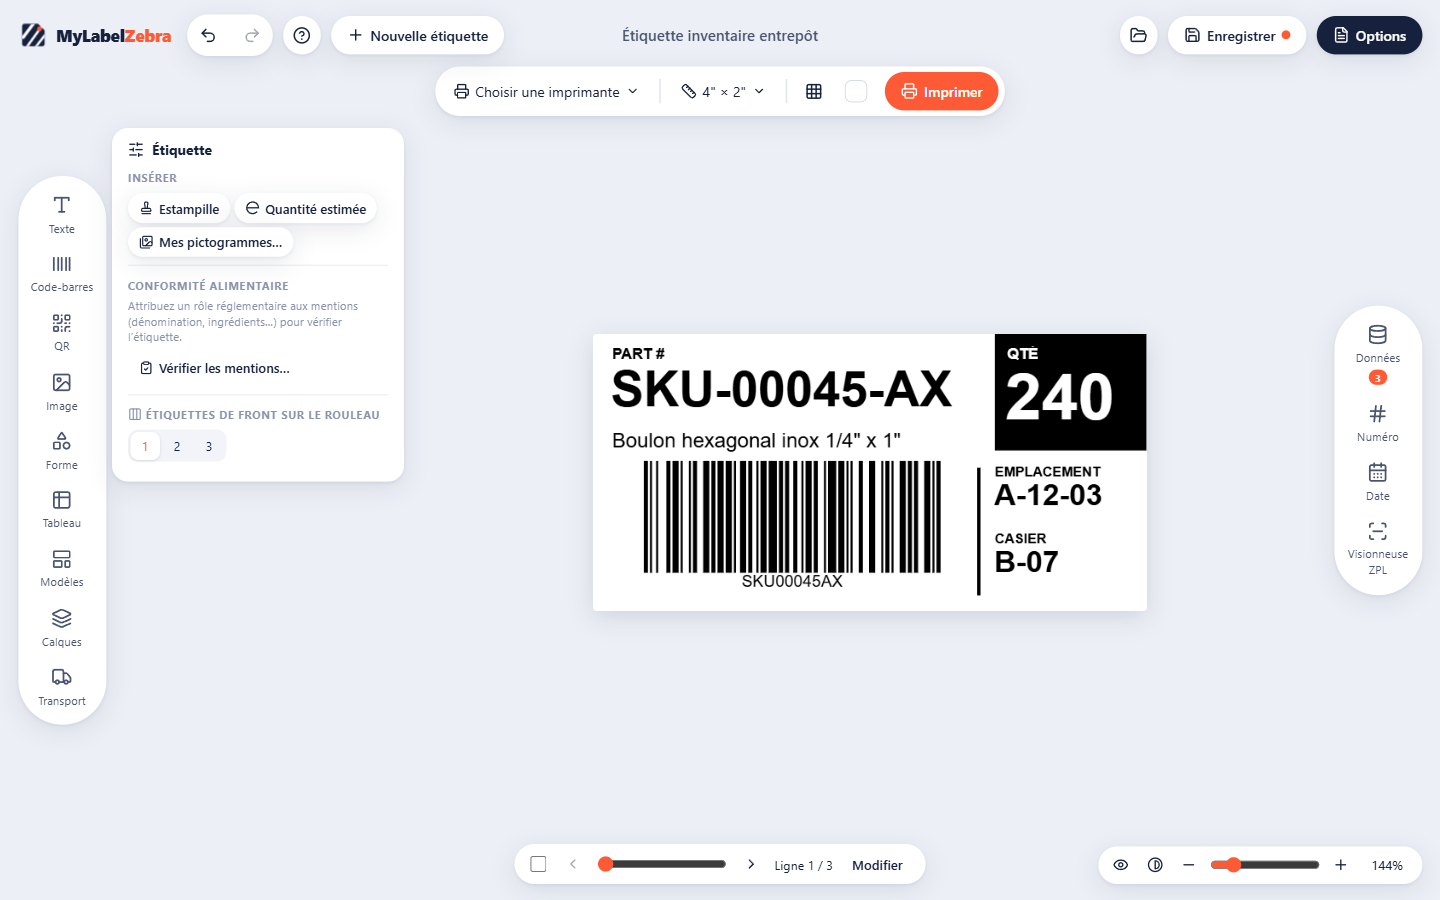 MyLabelZebra
Nouvelle étiquette
Étiquette inventaire entrepôt
Enregistrer
Options
Choisir une imprimante
4" × 2"
Imprimer
Étiquette
INSÉRER
Estampille
Quantité estimée
Mes pictogrammes...
CONFORMITÉ ALIMENTAIRE
Attribuez un rôle réglementaire aux mentions
(dénomination, ingrédients...) pour vérifier
l'étiquette.
Vérifier les mentions...
ÉTIQUETTES DE FRONT SUR LE ROULEAU
1 2 3
Texte
Code-barres
QR
Image
Forme
Tableau
Modèles
Calques
Transport
PART #
SKU-00045-AX
Boulon hexagonal inox 1/4" x 1"
SKU00045AX
QTÉ
240
EMPLACEMENT
A-12-03
CASIER
B-07
Données
3
Numéro
Date
Visionneuse
ZPL
Ligne 1 / 3
Modifier
144%